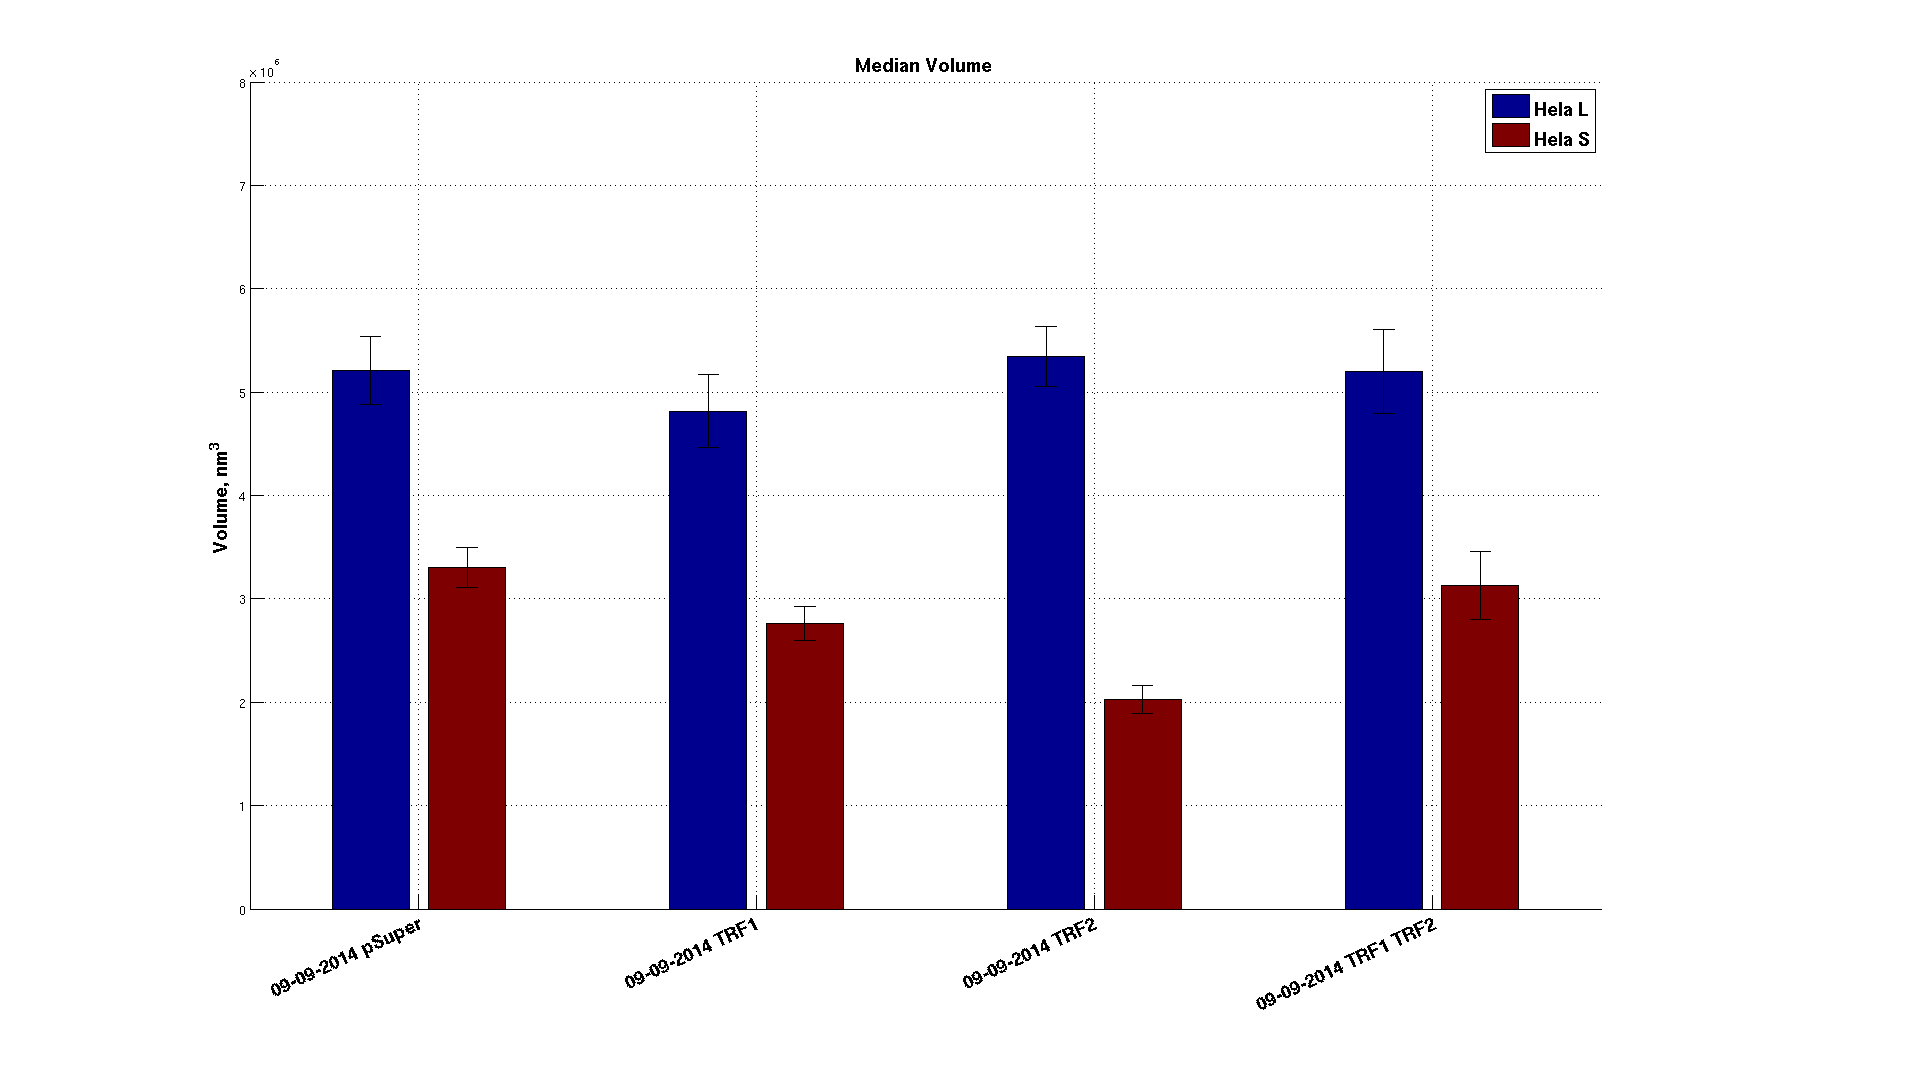 Median Volume
× 10^6
8
7
6
5
4
3
2
1
0
Volume, nm^3
Hela L
Hela S
09-09-2014 pSuper
09-09-2014 TRF1
09-09-2014 TRF2
09-09-2014 TRF1 TRF2